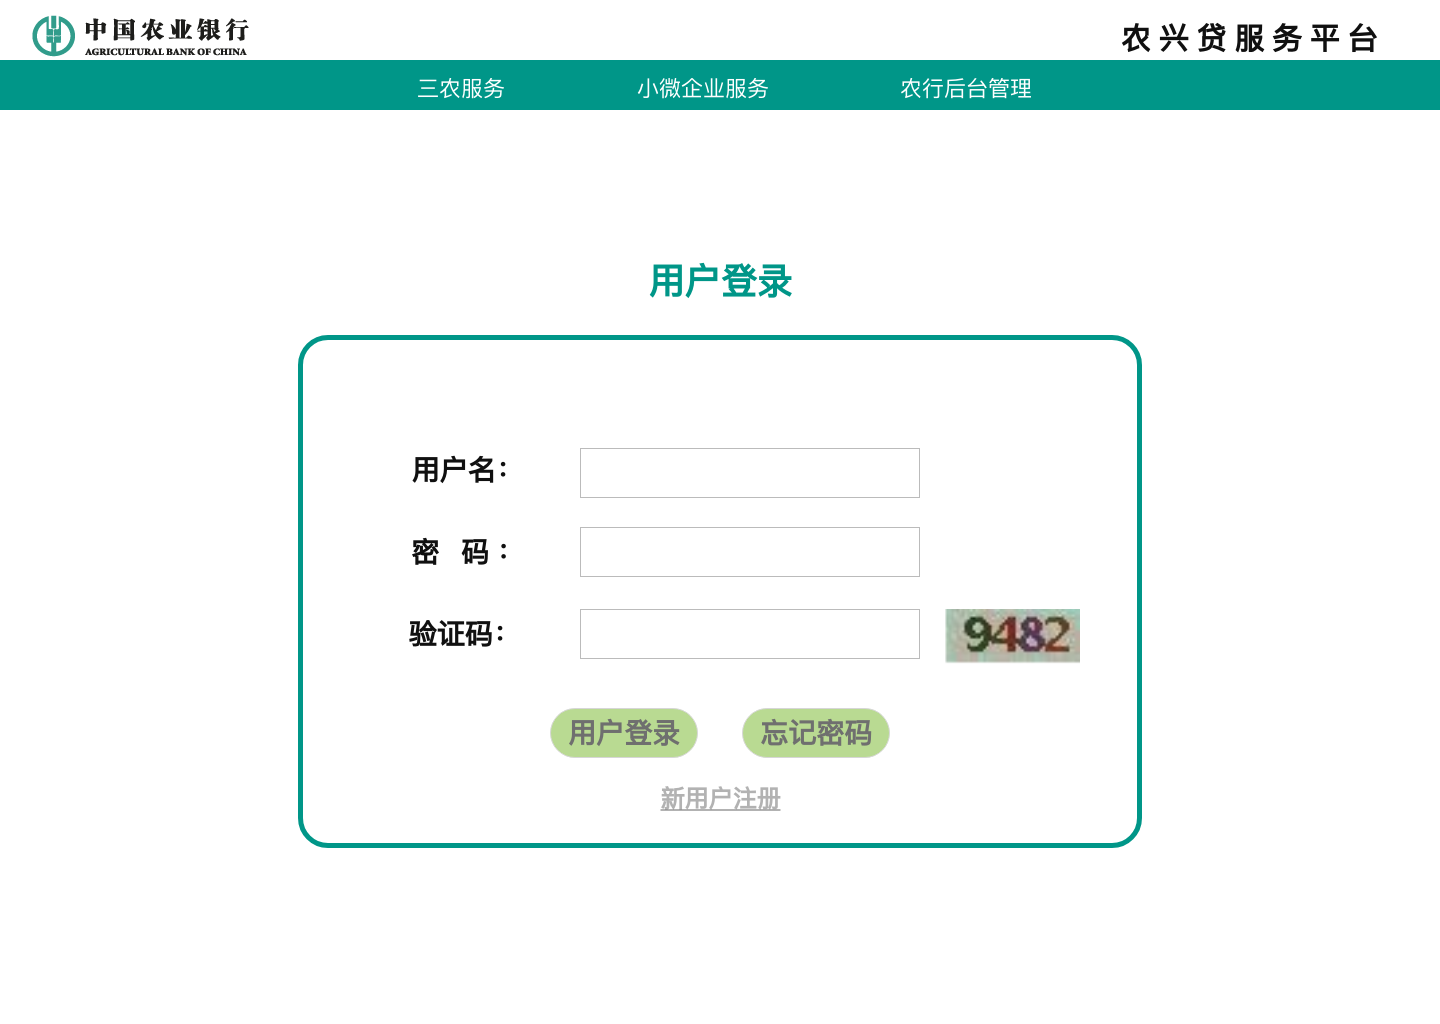 中国农业银行
AGRICULTURAL BANK OF CHINA
农兴贷服务平台
三农服务 小微企业服务 农行后台管理
用户登录
用户名：
密 码：
验证码：
9482
用户登录 忘记密码
新用户注册